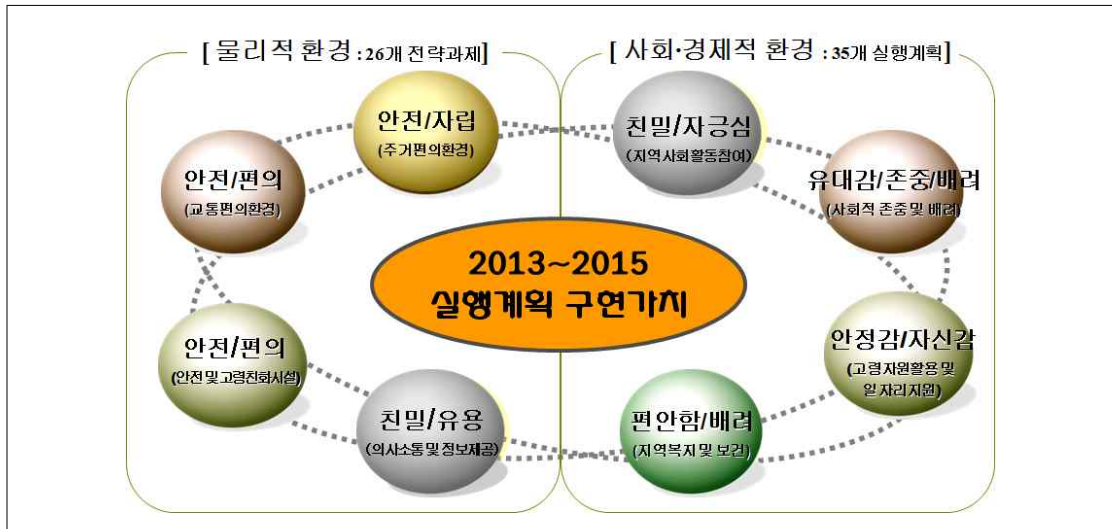 [ 물리적 환경 : 26개 전략과제]
[ 사회·경제적 환경 : 35개 실행계획]
안전/자립
(주거편의환경)
친밀/자긍심
(지역사회활동참여)
안전/편의
(교통편의환경)
유대감/존중/배려
(사회적 존중 및 배려)
2013~2015
실행계획 구현가치
안전/편의
(안전 및 고령친화시설)
안정감/자신감
(고령자원활용 및
일자리지원)
친밀/유용
(의사소통 및 정보제공)
편안함/배려
(지역복지 및 보건)